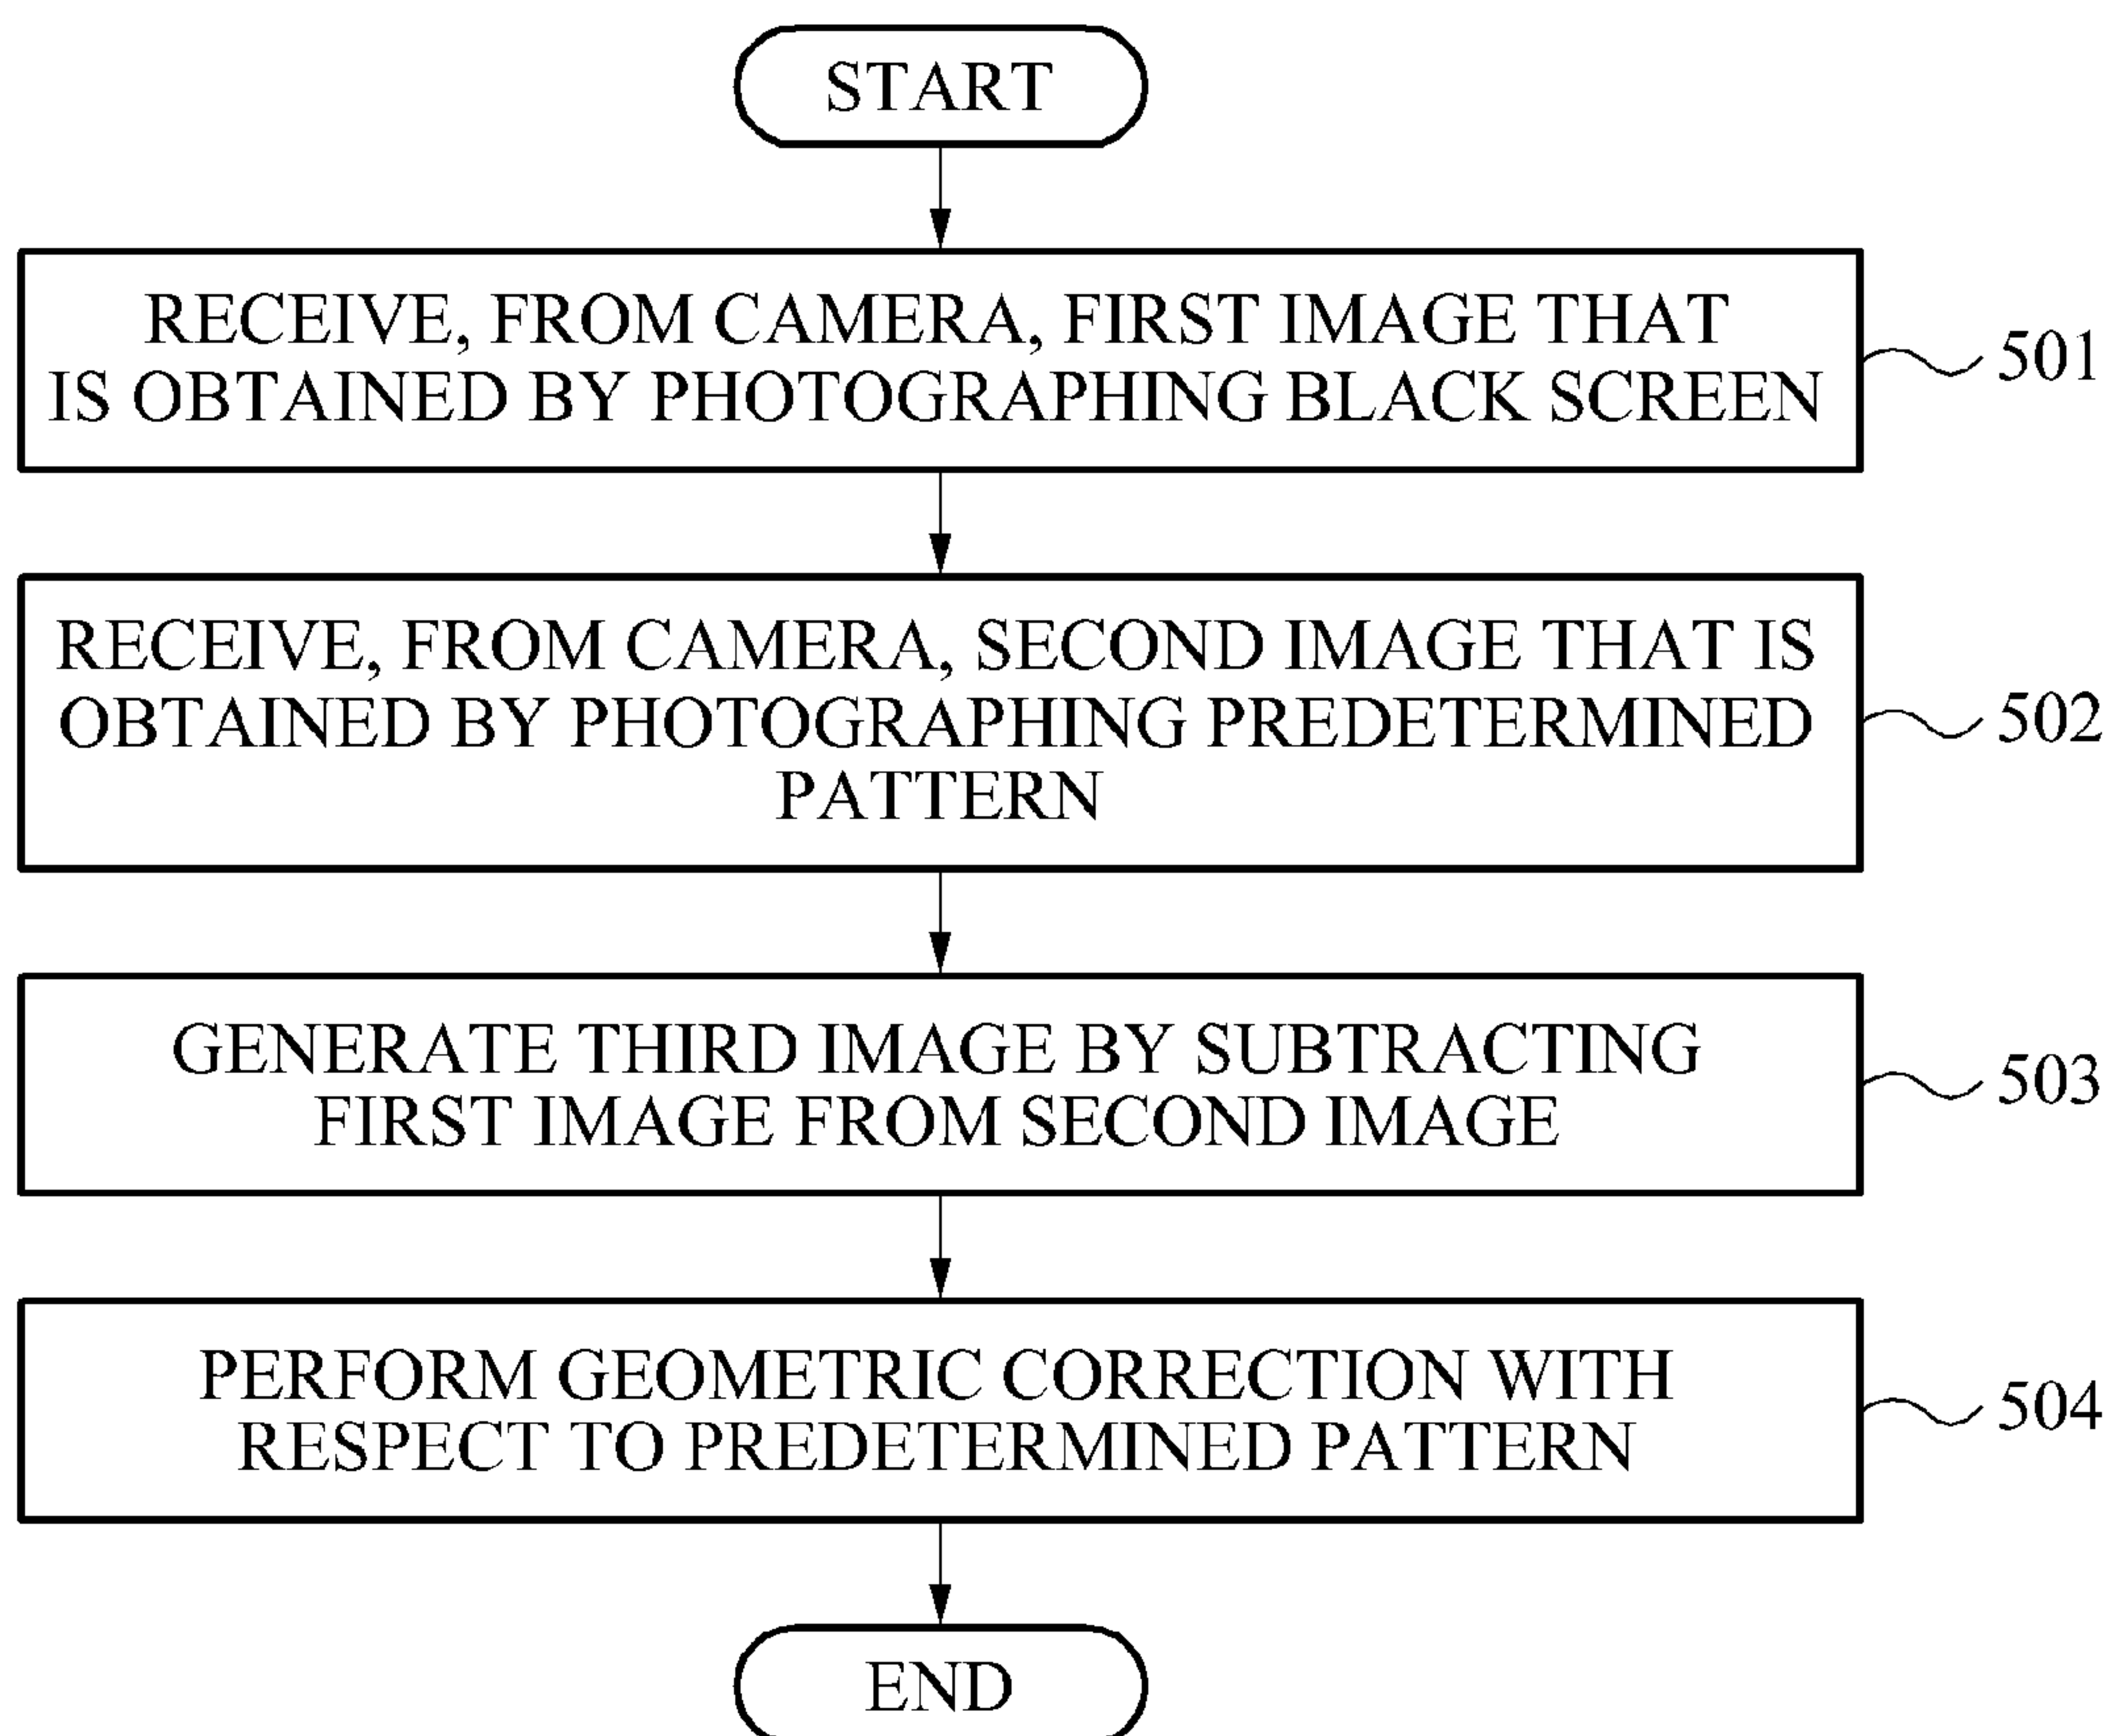 START
RECEIVE, FROM CAMERA, FIRST IMAGE THAT
IS OBTAINED BY PHOTOGRAPHING BLACK SCREEN
501
RECEIVE, FROM CAMERA, SECOND IMAGE THAT IS
OBTAINED BY PHOTOGRAPHING PREDETERMINED
PATTERN
502
GENERATE THIRD IMAGE BY SUBTRACTING
FIRST IMAGE FROM SECOND IMAGE
503
PERFORM GEOMETRIC CORRECTION WITH
RESPECT TO PREDETERMINED PATTERN
504
END